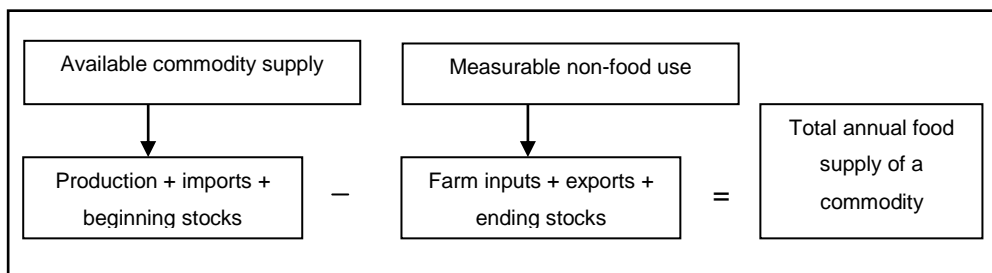 Available commodity supply
Measurable non-food use
Production + imports +
beginning stocks
–
Farm inputs + exports +
ending stocks
=
Total annual food
supply of a
commodity